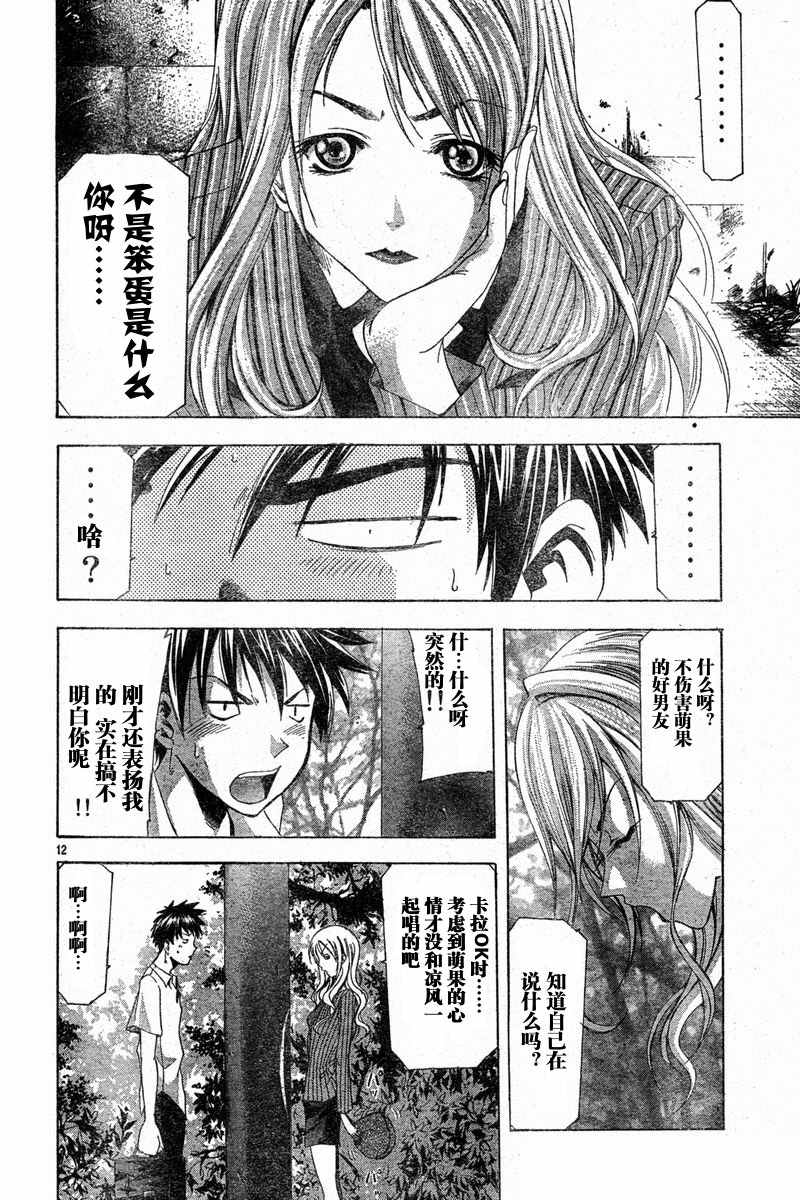 ………
不是笨蛋是什么
你呀……
………
……啥？
什么呀？
不伤害萌果
的好男友
知道自己在
说什么吗？
什…什么呀
突然的!!
刚才还表扬我
的 实在搞不
明白你呢 !!
12
卡拉OK时……
考虑到萌果的心
情才没和凉风一
起唱的吧
啊…啊啊…